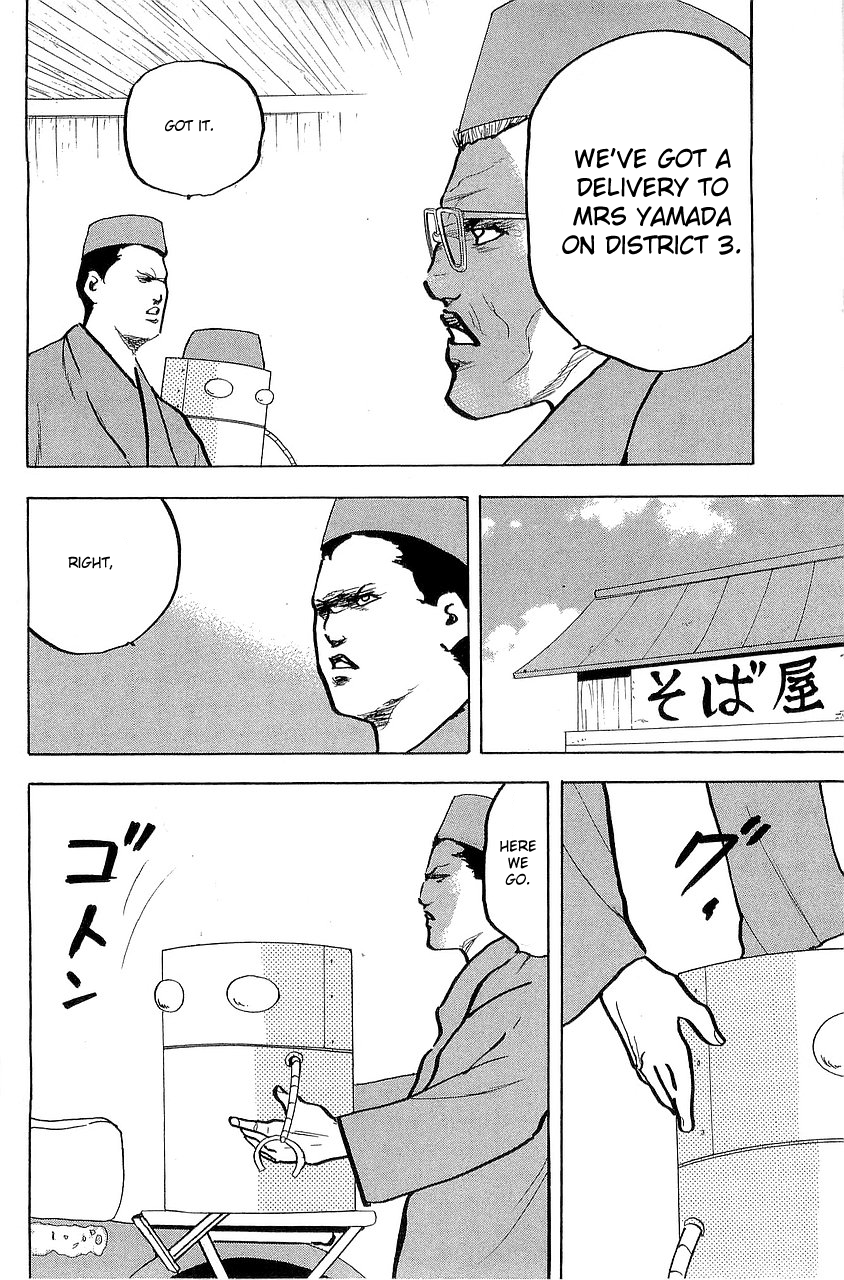 WE'VE GOT A
DELIVERY TO
MRS YAMADA
ON DISTRICT 3.
GOT IT.
そば屋
RIGHT,
グッ
HERE
WE
GO.
ゴトン